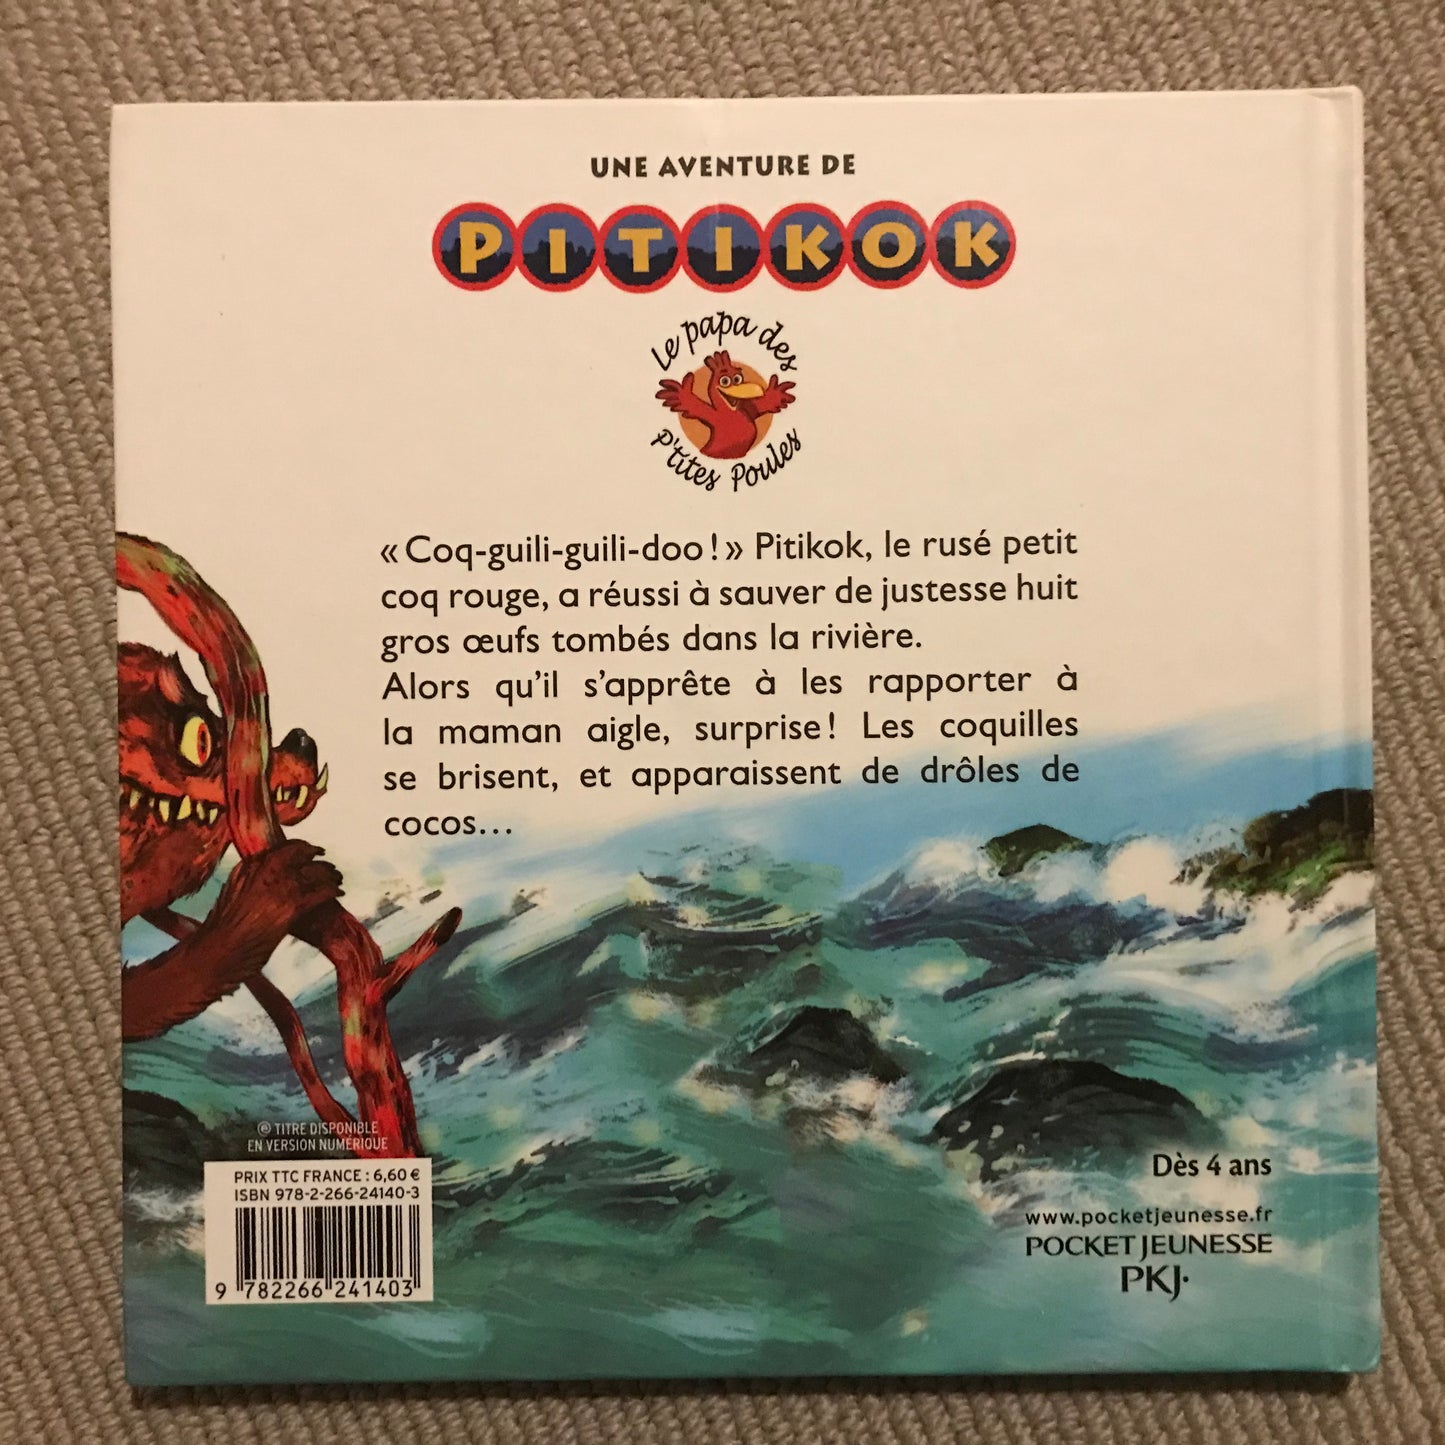 UNE AVENTURE DE
PITIKOK
Le papa des
P'tites Poules
« Coq-guili-guili-doo ! » Pitikok, le rusé petit
coq rouge, a réussi à sauver de justesse huit
gros œufs tombés dans la rivière.
Alors qu'il s'apprête à les rapporter à
la maman aigle, surprise ! Les coquilles
se brisent, et apparaissent de drôles de
cocos…
TITRE DISPONIBLE
EN VERSION NUMÉRIQUE
PRIX TTC FRANCE : 6,60 €
ISBN 978-2-266-24140-3
9 782266 241403
Dès 4 ans
www.pocketjeunesse.fr
POCKET JEUNESSE
PKJ·